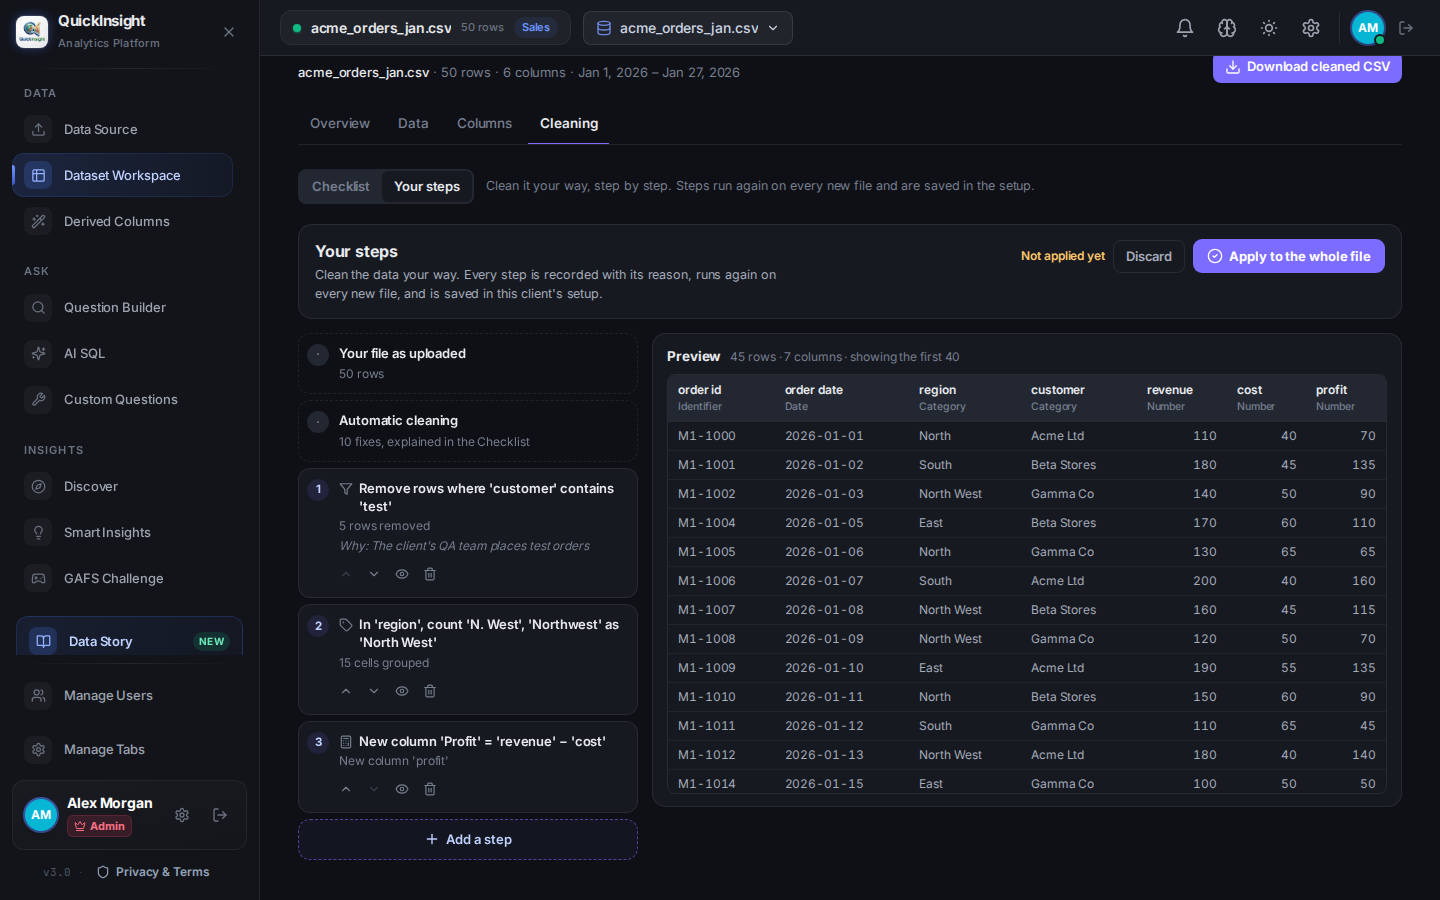 QuickInsight
Analytics Platform
acme_orders_jan.csv 50 rows Sales
acme_orders_jan.csv
AM
DATA
Data Source
Dataset Workspace
Derived Columns
ASK
Question Builder
AI SQL
Custom Questions
INSIGHTS
Discover
Smart Insights
GAFS Challenge
Data Story NEW
Manage Users
Manage Tabs
AM
Alex Morgan
Admin
v3.0 · Privacy & Terms
acme_orders_jan.csv · 50 rows · 6 columns · Jan 1, 2026 – Jan 27, 2026
Download cleaned CSV
Overview Data Columns Cleaning
Checklist Your steps Clean it your way, step by step. Steps run again on every new file and are saved in the setup.
Your steps
Clean the data your way. Every step is recorded with its reason, runs again on
every new file, and is saved in this client's setup.
Not applied yet Discard Apply to the whole file
Your file as uploaded
50 rows
Automatic cleaning
10 fixes, explained in the Checklist
1 Remove rows where 'customer' contains
'test'
5 rows removed
Why: The client's QA team places test orders
2 In 'region', count 'N. West', 'Northwest' as
'North West'
15 cells grouped
3 New column 'Profit' = 'revenue' − 'cost'
New column 'profit'
Add a step
Preview 45 rows · 7 columns · showing the first 40
order id order date region customer revenue cost profit
Identifier Date Category Category Number Number Number
M1-1000 2026-01-01 North Acme Ltd 110 40 70
M1-1001 2026-01-02 South Beta Stores 180 45 135
M1-1002 2026-01-03 North West Gamma Co 140 50 90
M1-1004 2026-01-05 East Beta Stores 170 60 110
M1-1005 2026-01-06 North Gamma Co 130 65 65
M1-1006 2026-01-07 South Acme Ltd 200 40 160
M1-1007 2026-01-08 North West Beta Stores 160 45 115
M1-1008 2026-01-09 North West Gamma Co 120 50 70
M1-1009 2026-01-10 East Acme Ltd 190 55 135
M1-1010 2026-01-11 North Beta Stores 150 60 90
M1-1011 2026-01-12 South Gamma Co 110 65 45
M1-1012 2026-01-13 North West Acme Ltd 180 40 140
M1-1014 2026-01-15 East Gamma Co 100 50 50